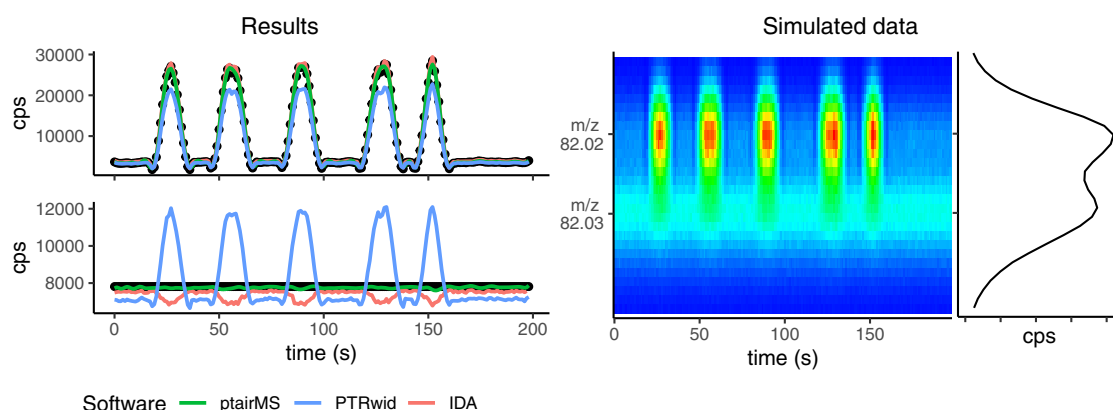 Results
Simulated data
cps
30000
20000
10000
cps
12000
10000
8000
0
50
100
150
200
time (s)
m/z
82.02
m/z
82.03
0
50
100
150
time (s)
cps
Software ptairMS PTRwid IDA